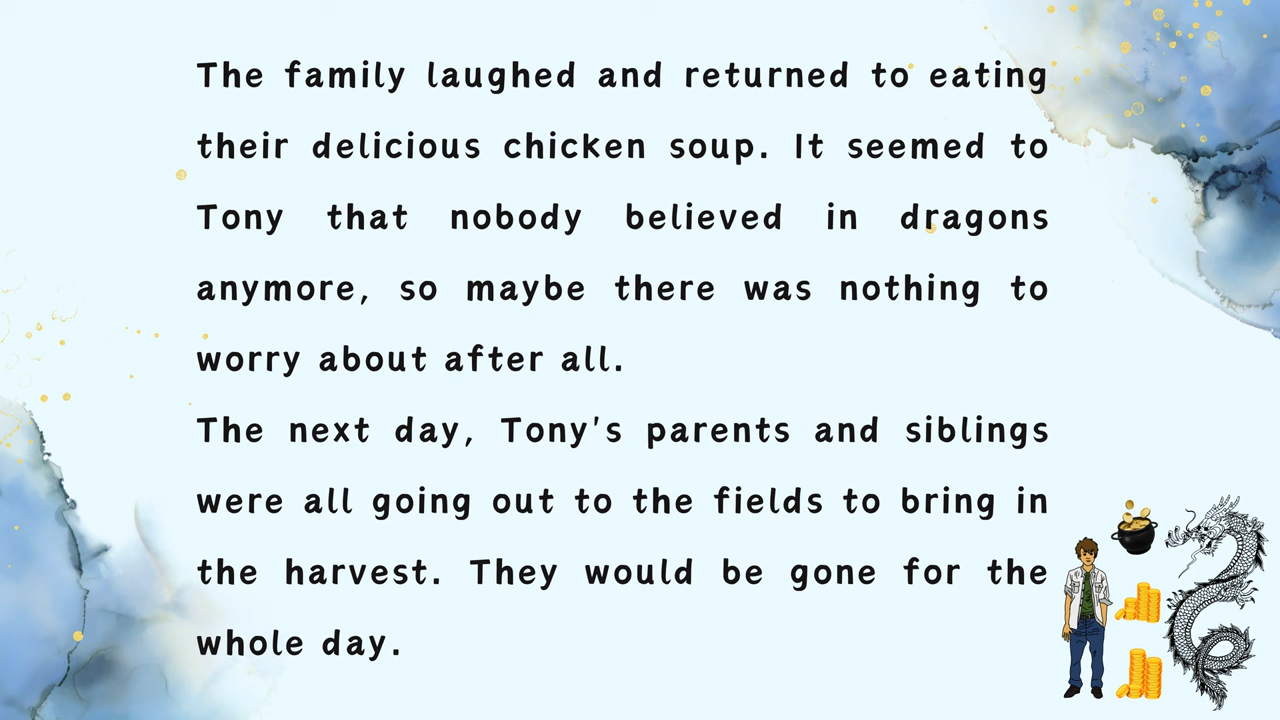 The family laughed and returned to eating
their delicious chicken soup. It seemed to
Tony that nobody believed in dragons
anymore, so maybe there was nothing to
worry about after all.
The next day, Tony's parents and siblings
were all going out to the fields to bring in
the harvest. They would be gone for the
whole day.